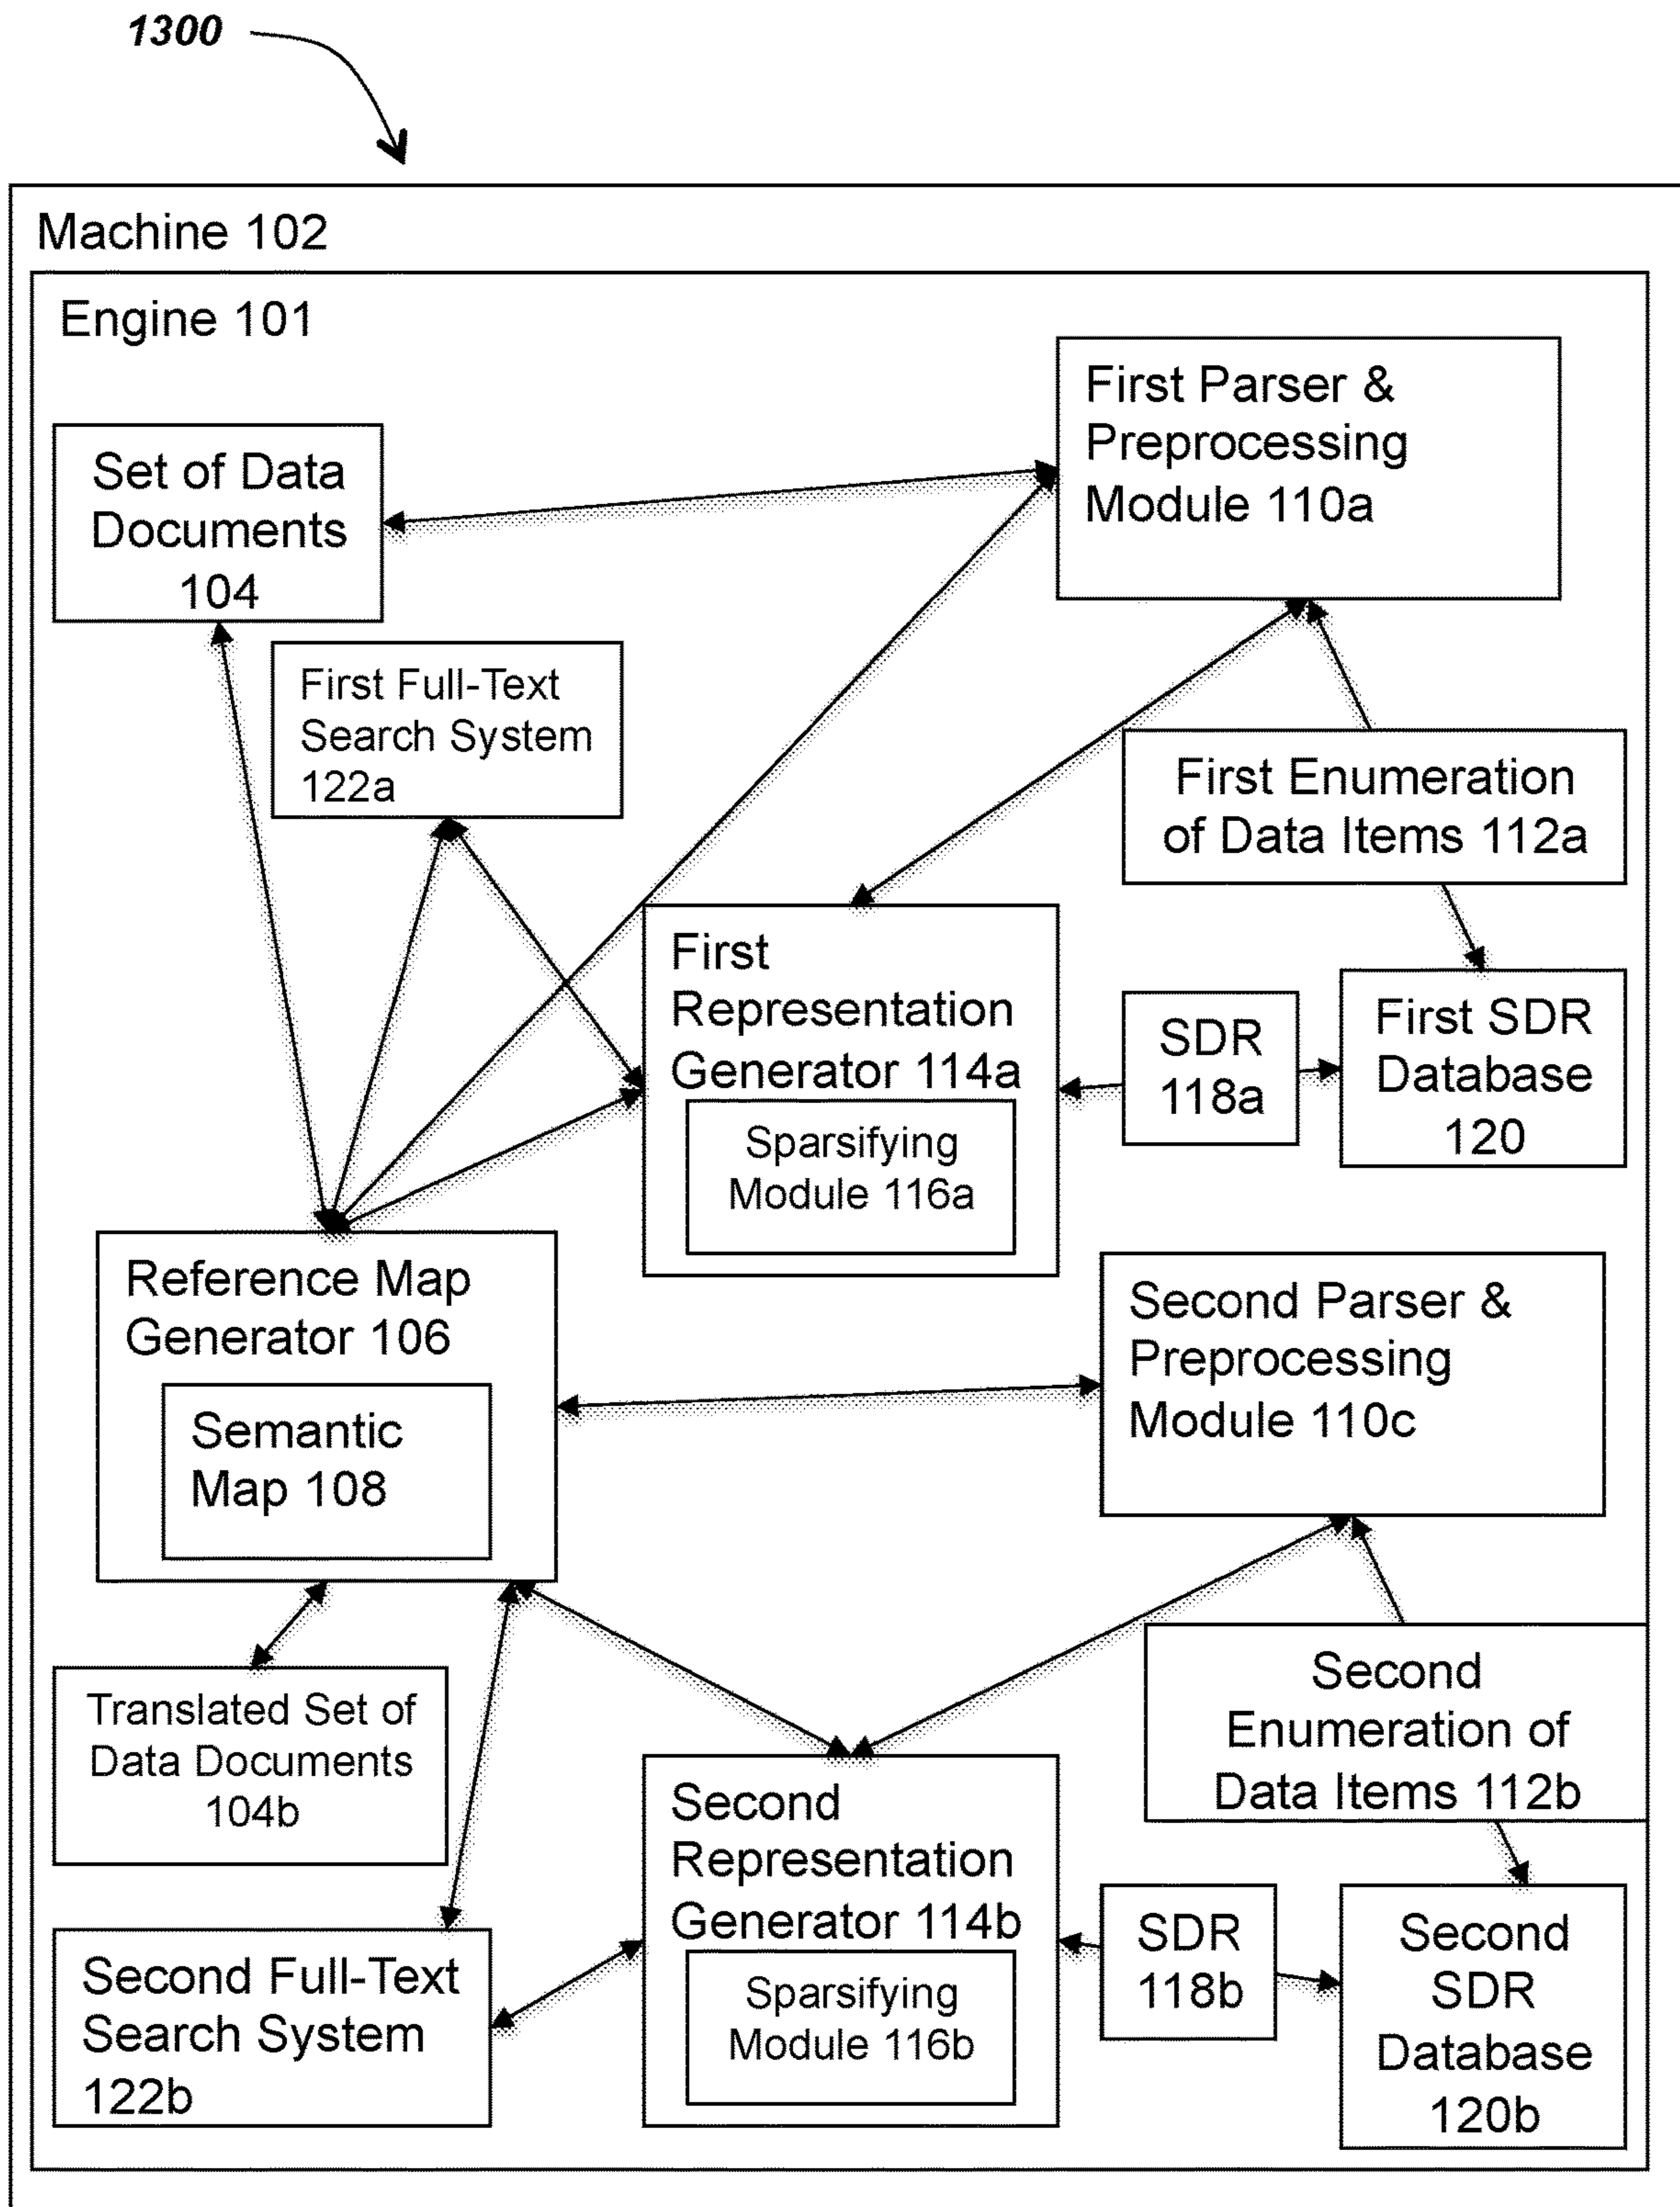 1300
Machine 102
Engine 101
First Parser &
Preprocessing
Module 110a
Set of Data
Documents
104
First Full-Text
Search System
122a
First Enumeration
of Data Items 112a
First
Representation
Generator 114a
Sparsifying
Module 116a
SDR
118a
First SDR
Database
120
Reference Map
Generator 106
Semantic
Map 108
Second Parser &
Preprocessing
Module 110c
Translated Set of
Data Documents
104b
Second
Enumeration of
Data Items 112b
Second
Representation
Generator 114b
Sparsifying
Module 116b
SDR
118b
Second
SDR
Database
120b
Second Full-Text
Search System
122b